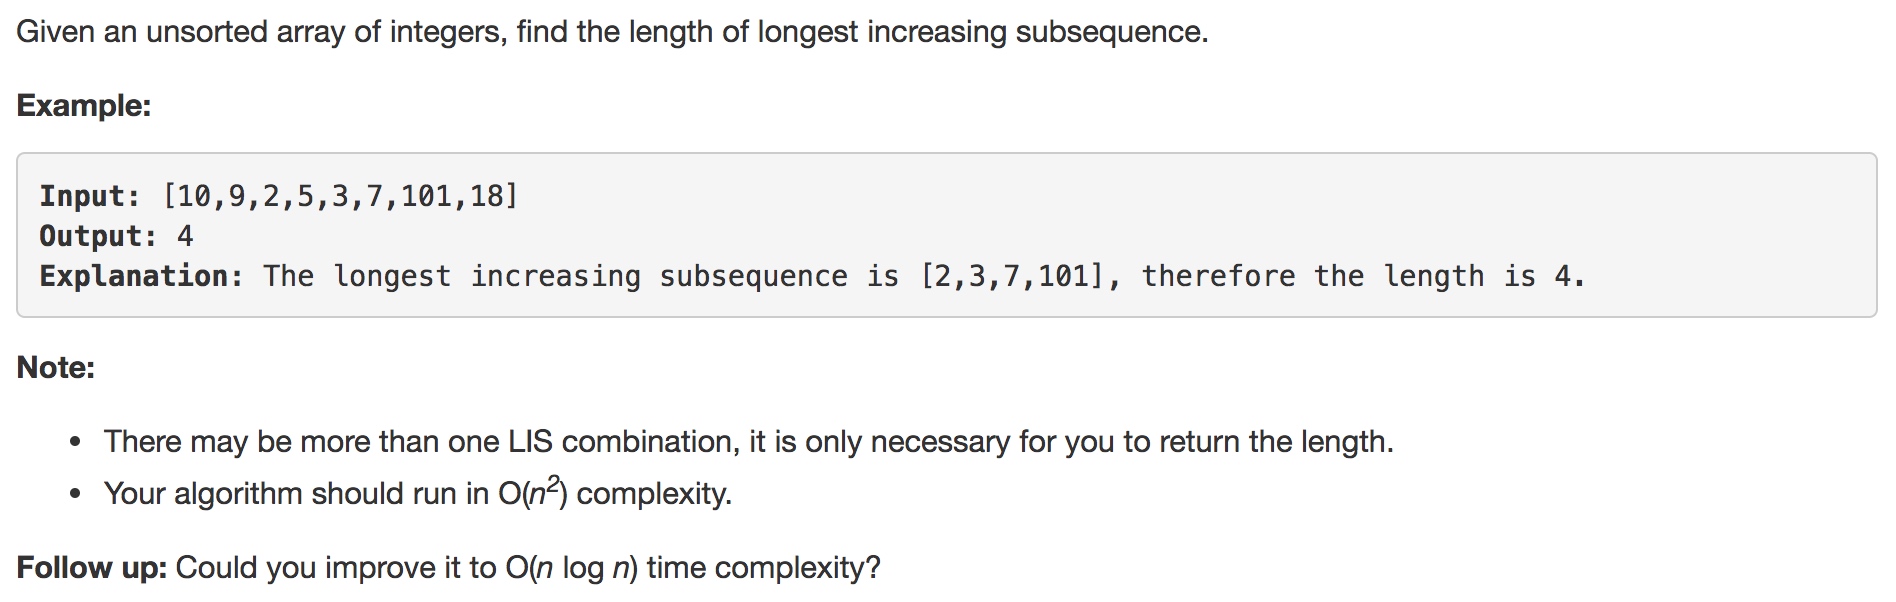 Given an unsorted array of integers, find the length of longest increasing subsequence.
Example:
Input: [10,9,2,5,3,7,101,18]
Output: 4
Explanation: The longest increasing subsequence is [2,3,7,101], therefore the length is 4.
Note:
• There may be more than one LIS combination, it is only necessary for you to return the length.
• Your algorithm should run in O(n²) complexity.
Follow up: Could you improve it to O(n log n) time complexity?